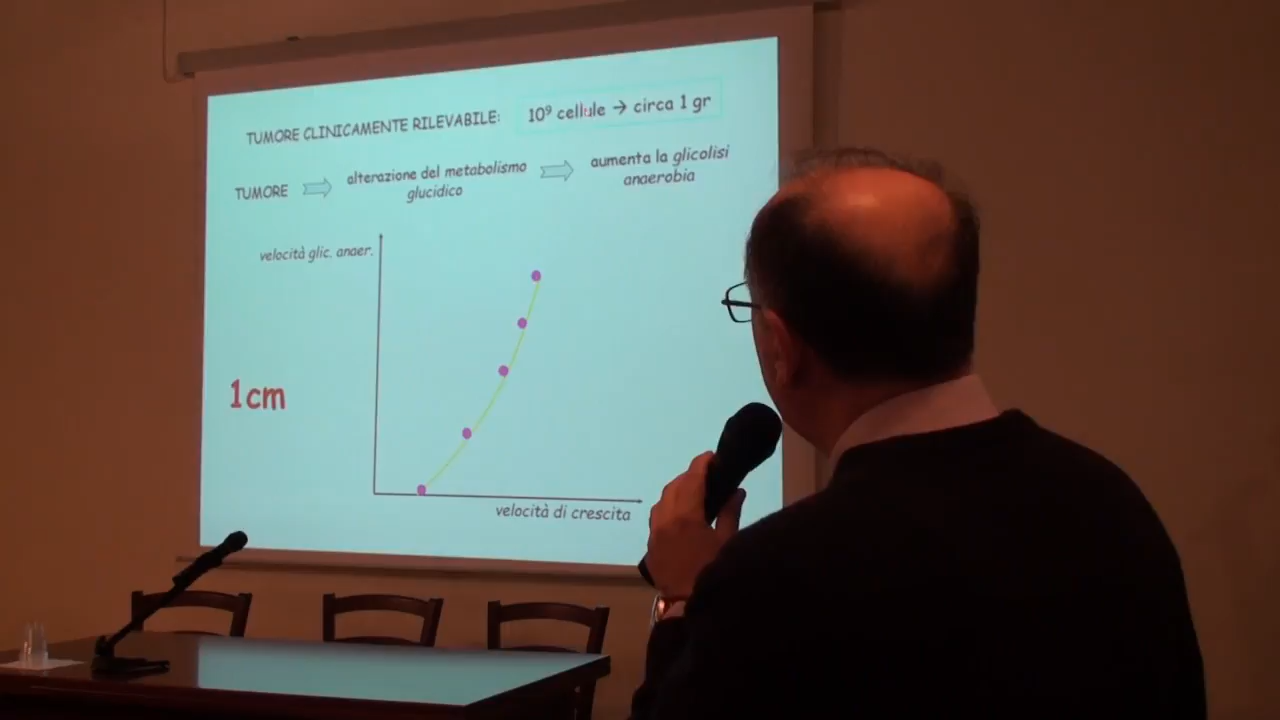 TUMORE CLINICAMENTE RILEVABILE: 10⁹ cellule → circa 1 gr
TUMORE
alterazione del metabolismo
glucidico
aumenta la glicolisi
anaerobia
velocità glic. anaer.
1cm
velocità di crescita